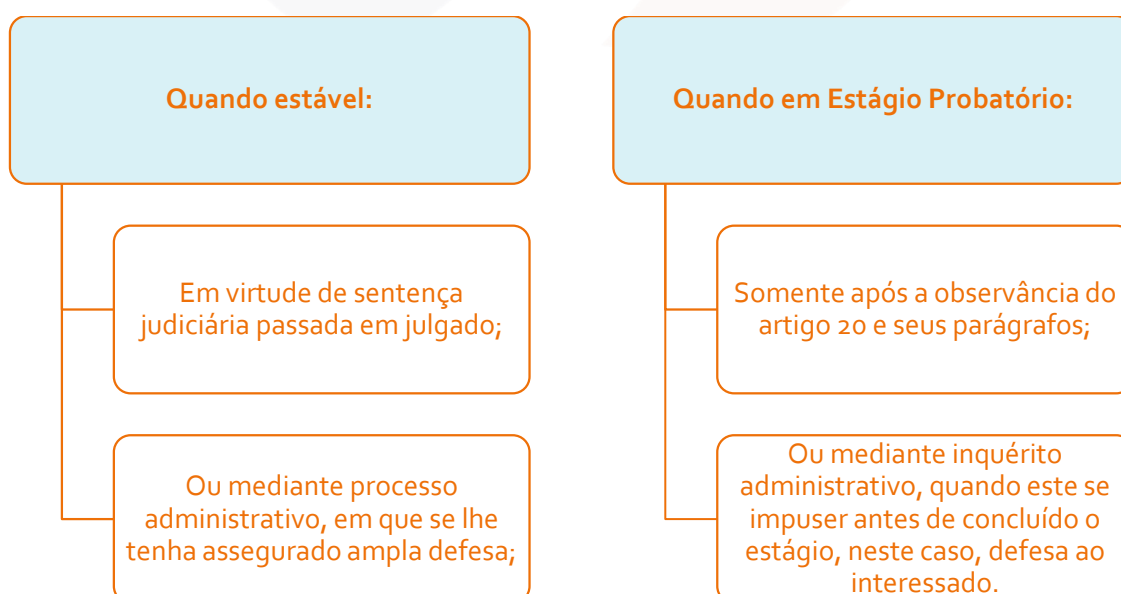 Quando estável:
Em virtude de sentença
judiciária passada em julgado;
Ou mediante processo
administrativo, em que se lhe
tenha assegurado ampla defesa;
Quando em Estágio Probatório:
Somente após a observância do
artigo 20 e seus parágrafos;
Ou mediante inquérito
administrativo, quando este se
impuser antes de concluído o
estágio, neste caso, defesa ao
interessado.